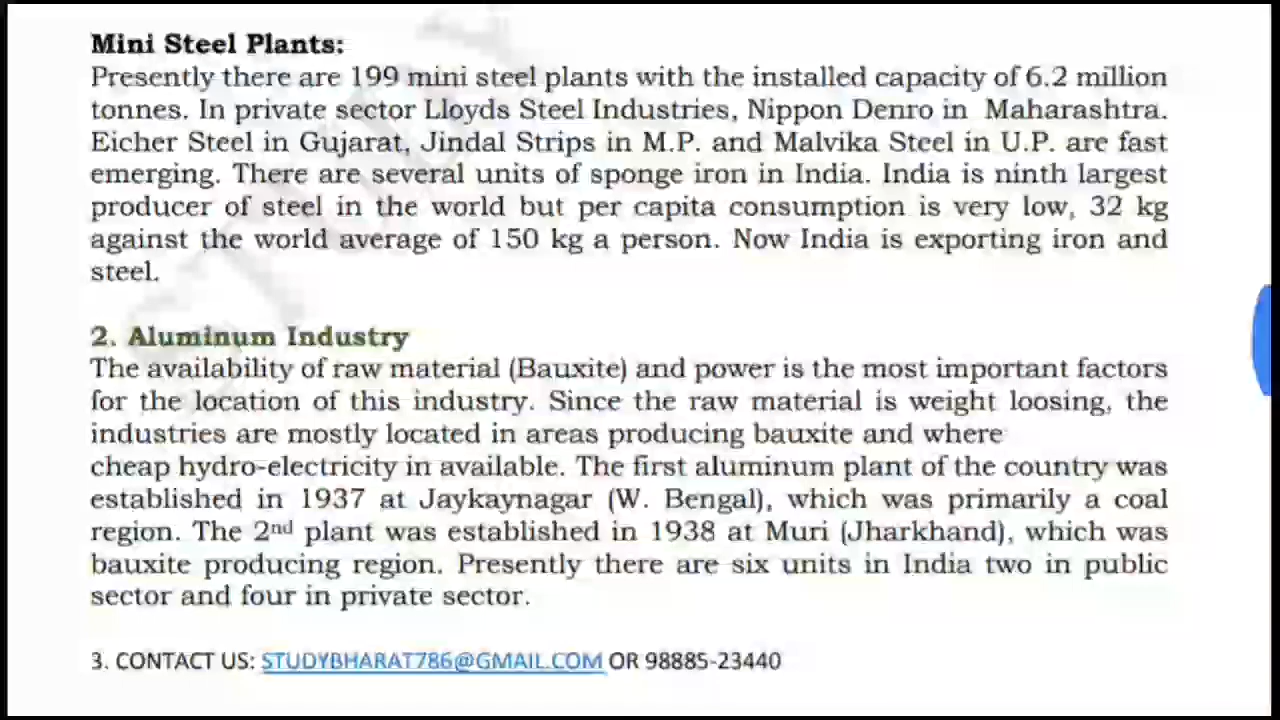 Mini Steel Plants:
Presently there are 199 mini steel plants with the installed capacity of 6.2 million
tonnes. In private sector Lloyds Steel Industries, Nippon Denro in Maharashtra.
Eicher Steel in Gujarat, Jindal Strips in M.P. and Malvika Steel in U.P. are fast
emerging. There are several units of sponge iron in India. India is ninth largest
producer of steel in the world but per capita consumption is very low, 32 kg
against the world average of 150 kg a person. Now India is exporting iron and
steel.
2. Aluminum Industry
The availability of raw material (Bauxite) and power is the most important factors
for the location of this industry. Since the raw material is weight loosing, the
industries are mostly located in areas producing bauxite and where
cheap hydro-electricity in available. The first aluminum plant of the country was
established in 1937 at Jaykaynagar (W. Bengal), which was primarily a coal
region. The 2nd plant was established in 1938 at Muri (Jharkhand), which was
bauxite producing region. Presently there are six units in India two in public
sector and four in private sector.
3. CONTACT US: STUDYBHARAT786@GMAIL.COM OR 98885-23440